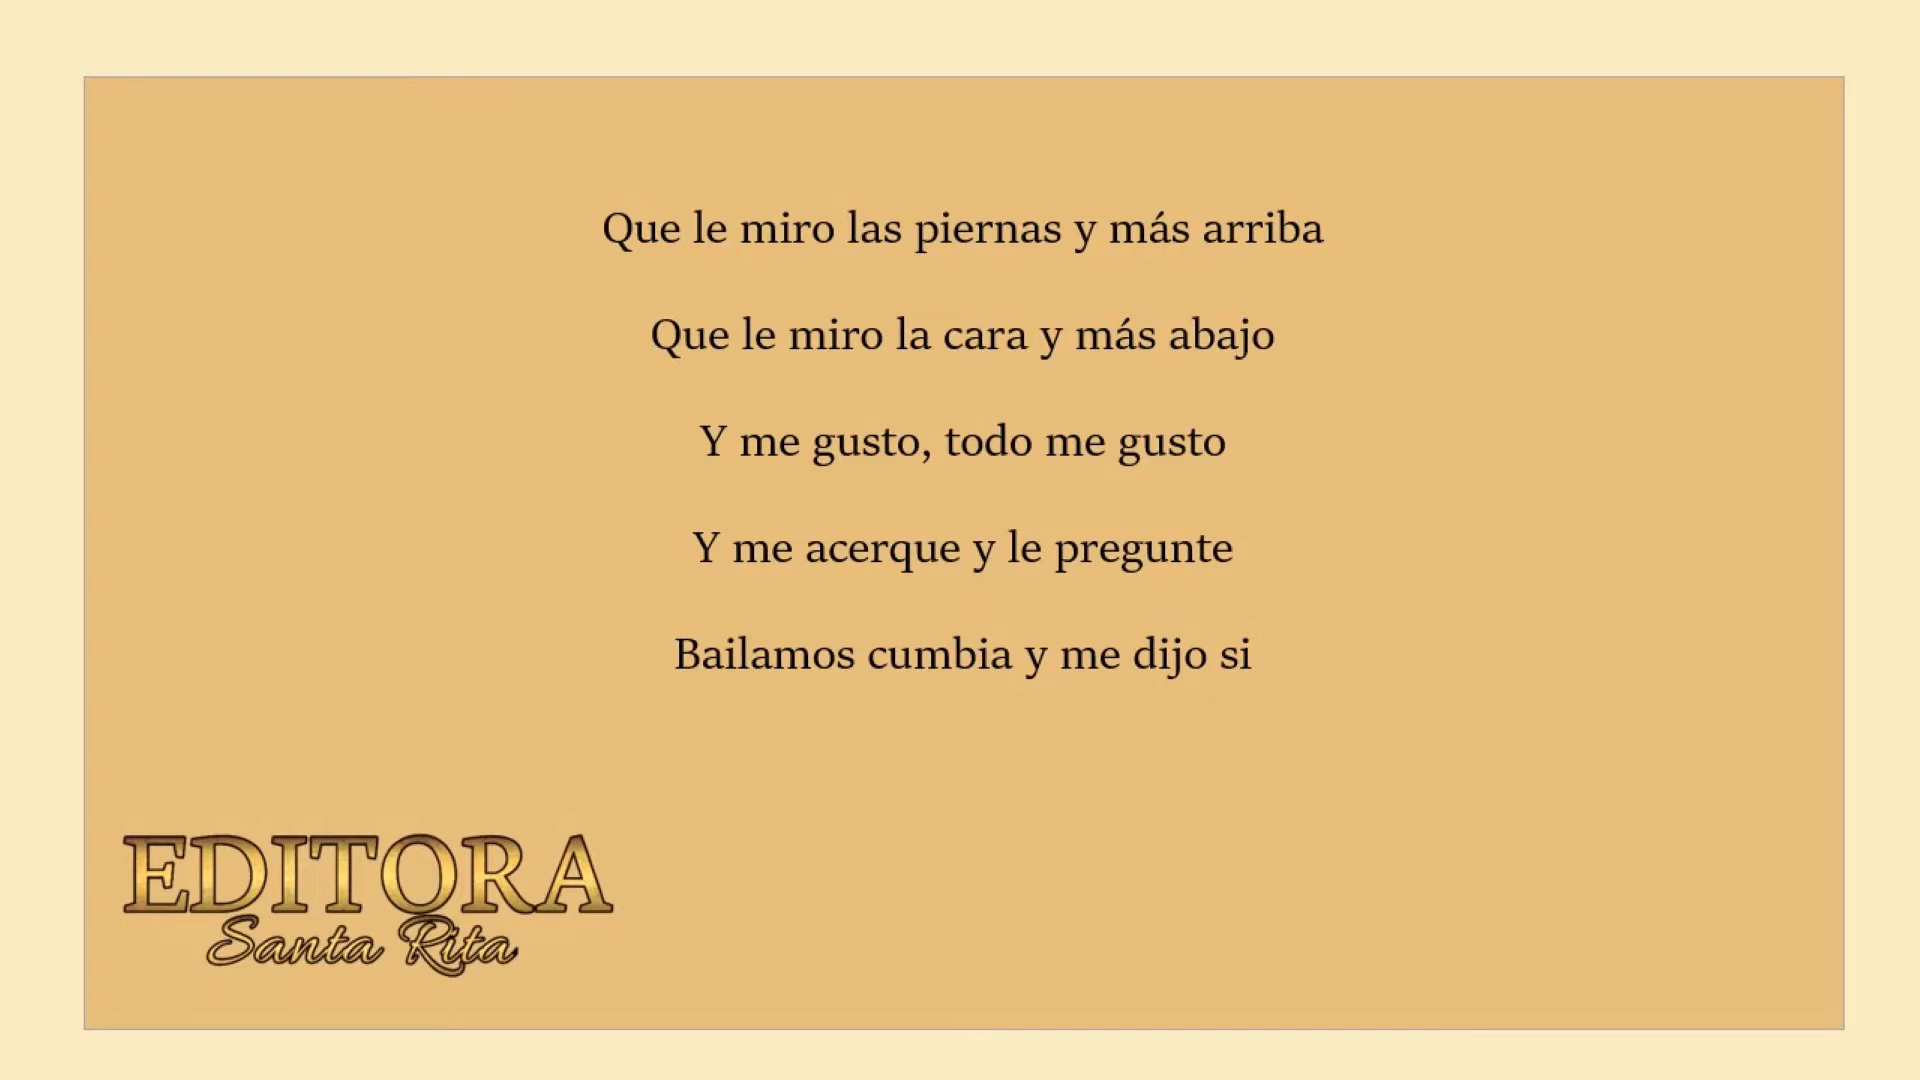 Que le miro las piernas y más arriba
Que le miro la cara y más abajo
Y me gusto, todo me gusto
Y me acerque y le pregunte
Bailamos cumbia y me dijo si
EDITORA
Santa Rita